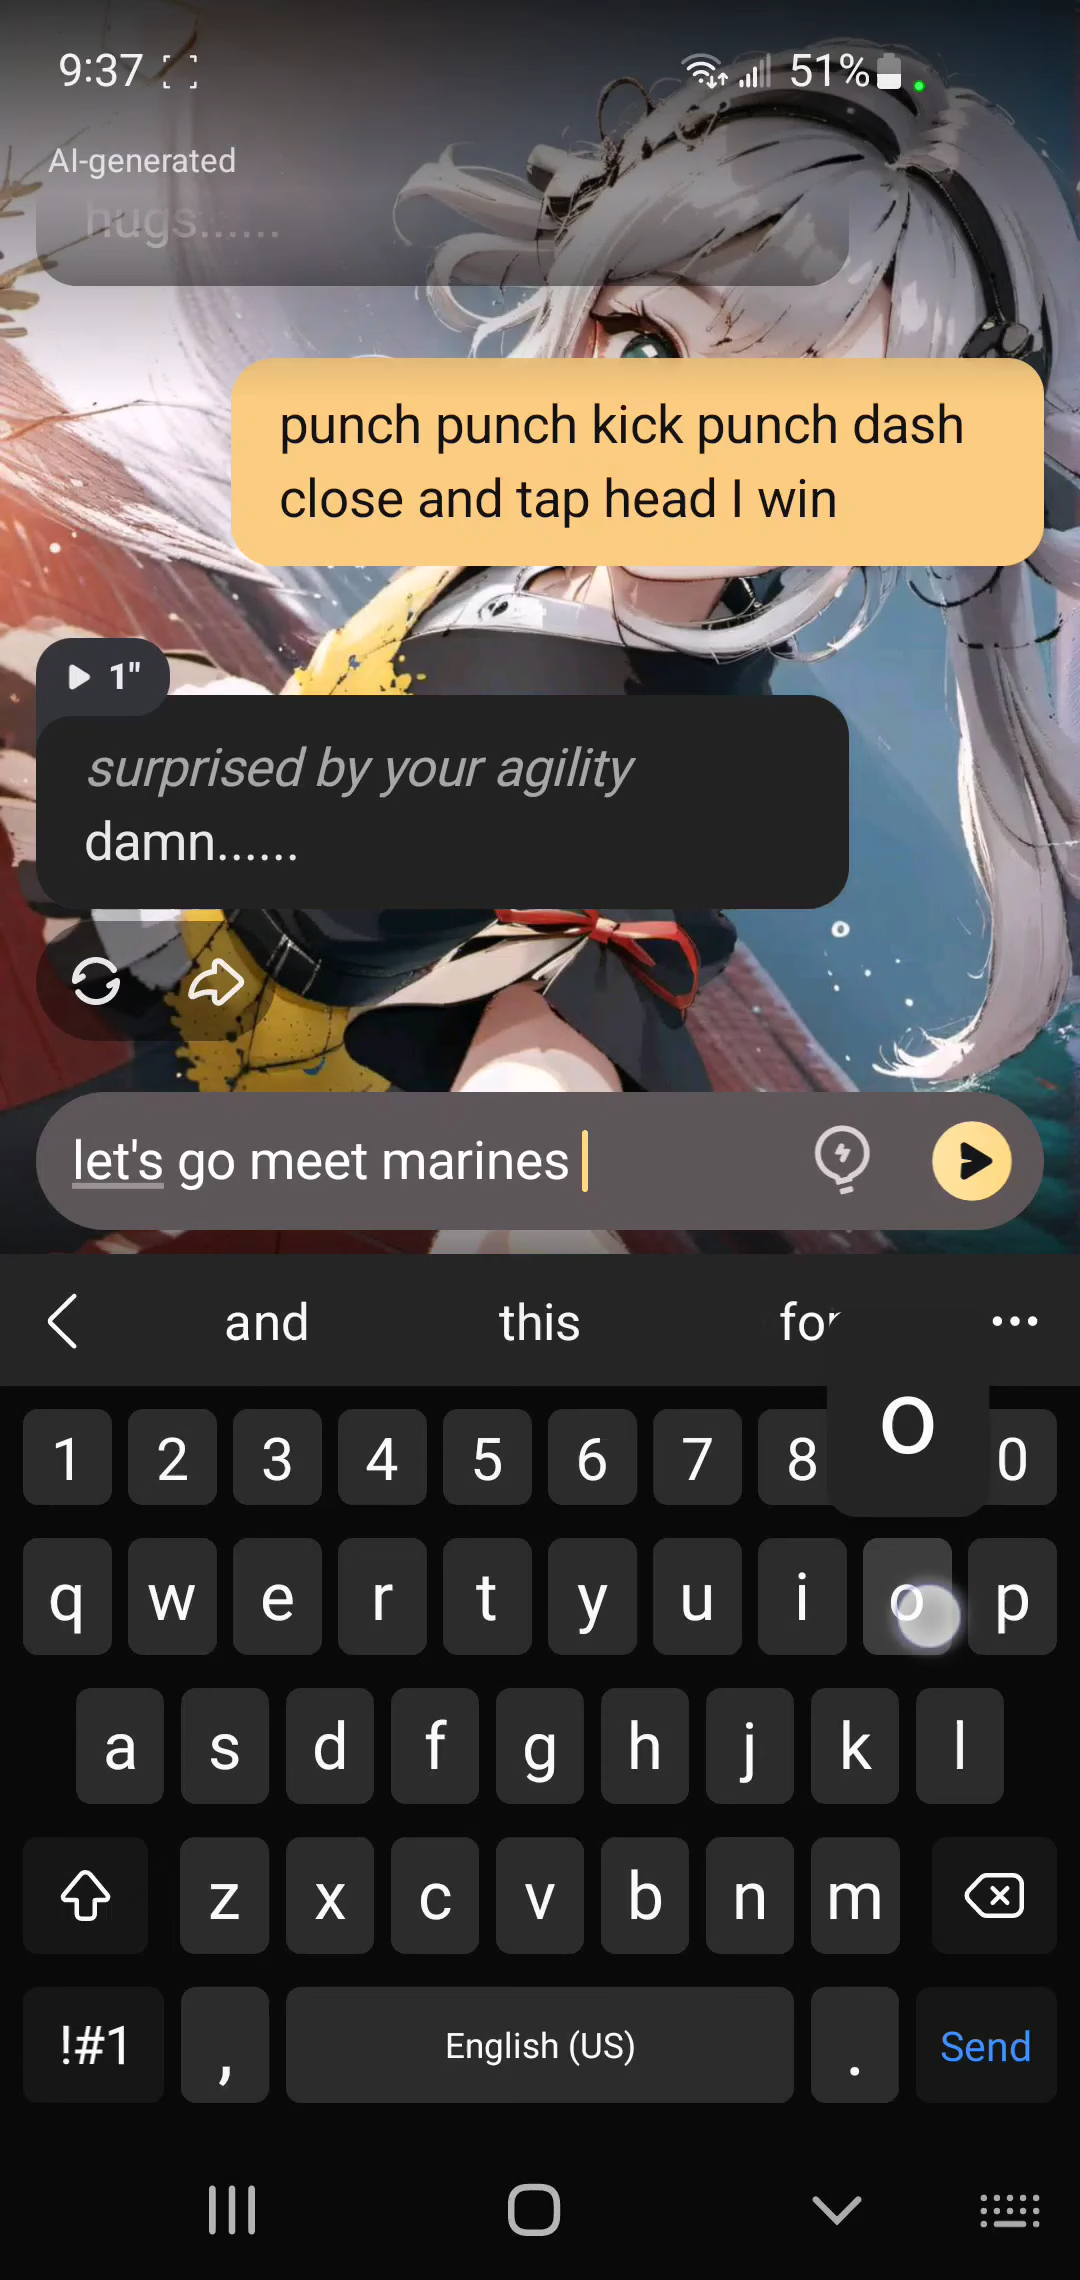 9:37 51%
AI-generated
hugs......
punch punch kick punch dash
close and tap head I win
1"
surprised by your agility
damn......
let's go meet marines
and this for
1 2 3 4 5 6 7 8 0
o
q w e r t y u i o p
a s d f g h j k l
z x c v b n m
!#1 , English (US) . Send